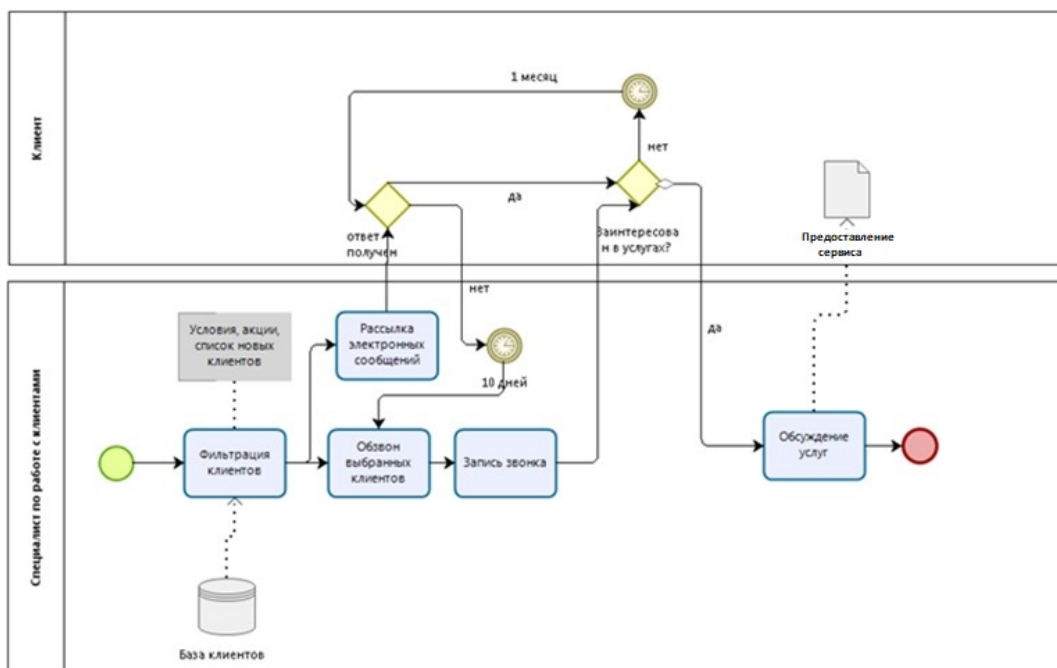 Клиент
1 месяц
нет
да
ответ
получен
Заинтересова
н в услугах?
Предоставление
сервиса
Специалист по работе с клиентами
нет
да
Условия, акции,
список новых
клиентов
Рассылка
электронных
сообщений
10 дней
Фильтрация
клиентов
Обзвон
выбранных
клиентов
Запись звонка
Обсуждение
услуг
База клиентов